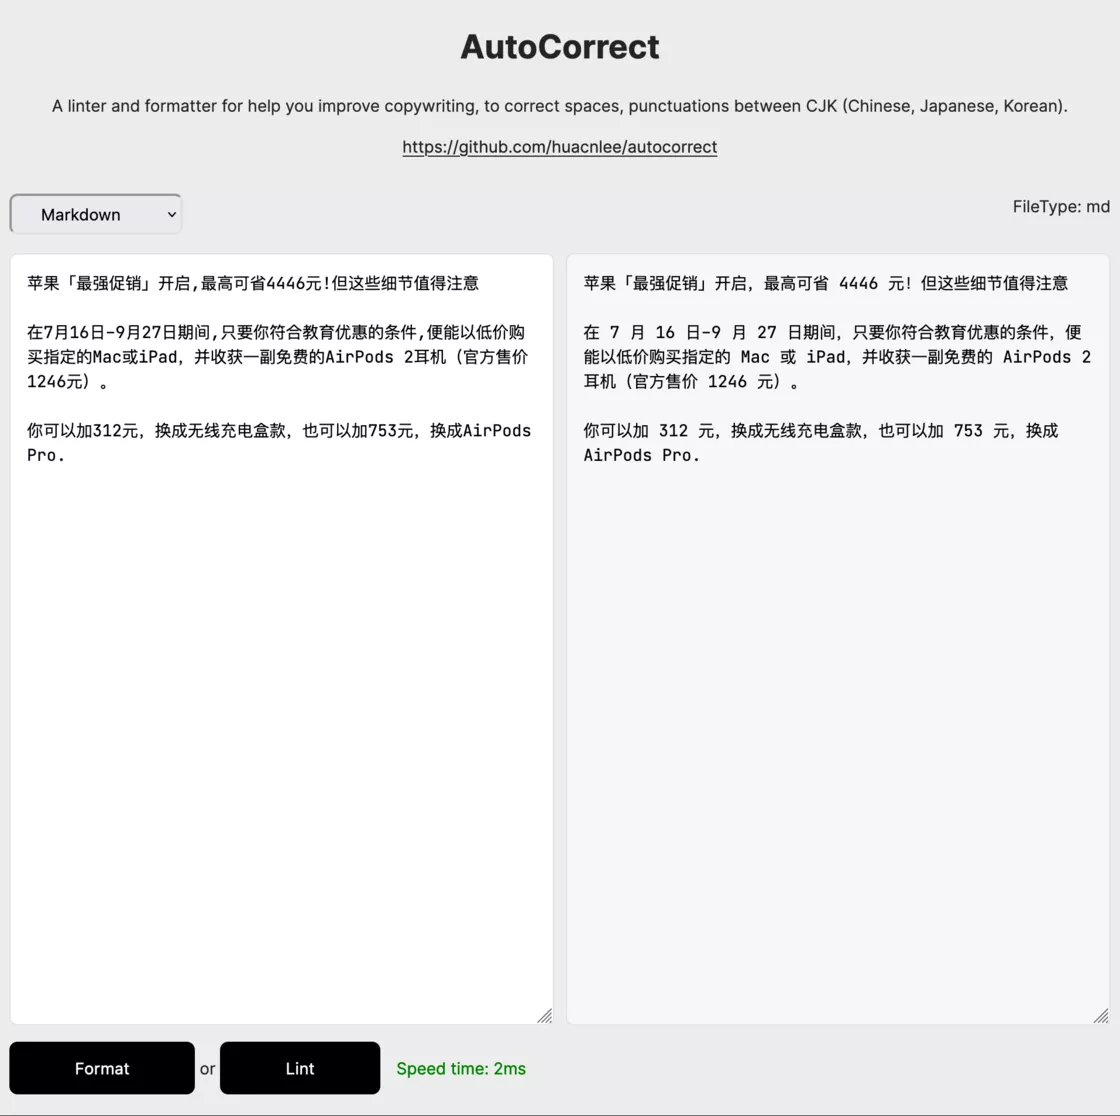 AutoCorrect
A linter and formatter for help you improve copywriting, to correct spaces, punctuations between CJK (Chinese, Japanese, Korean).
https://github.com/huacnlee/autocorrect
Markdown
FileType: md
苹果「最强促销」开启,最高可省4446元!但这些细节值得注意
在7月16日-9月27日期间,只要你符合教育优惠的条件,便能以低价购
买指定的Mac或iPad，并收获一副免费的AirPods 2耳机（官方售价
1246元）。
你可以加312元，换成无线充电盒款，也可以加753元，换成AirPods
Pro.
苹果「最强促销」开启，最高可省 4446 元！但这些细节值得注意
在 7 月 16 日-9 月 27 日期间，只要你符合教育优惠的条件，便
能以低价购买指定的 Mac 或 iPad，并收获一副免费的 AirPods 2
耳机（官方售价 1246 元）。
你可以加 312 元，换成无线充电盒款，也可以加 753 元，换成
AirPods Pro.
Format or Lint Speed time: 2ms